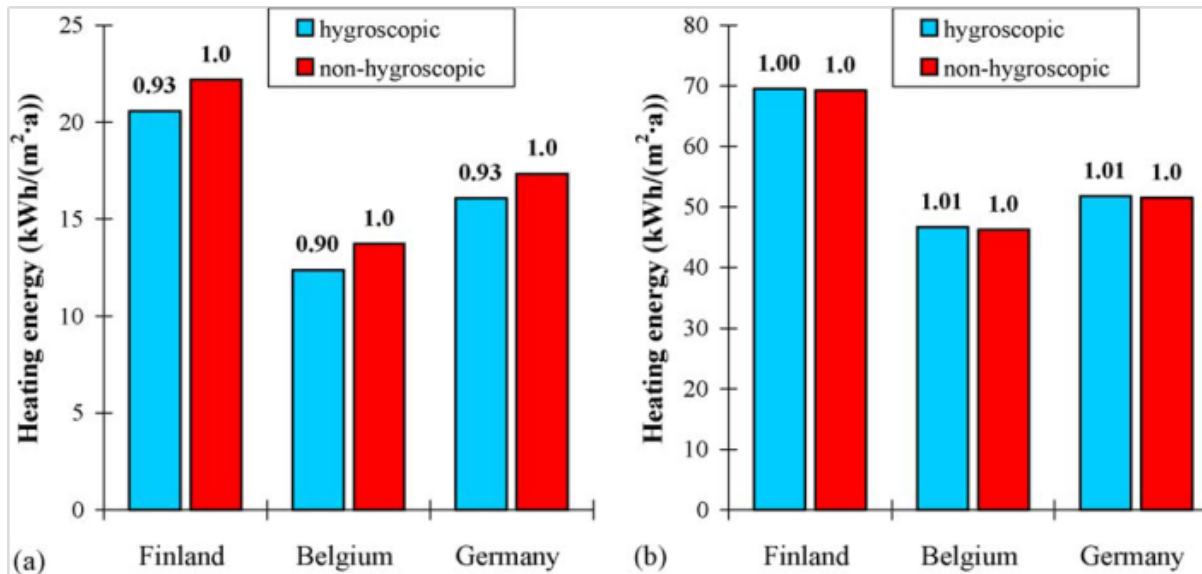 25
20
15
10
5
0
Heating energy (kWh/(m²·a))
hygroscopic
non-hygroscopic
0.93
1.0
0.90
1.0
0.93
1.0
Finland Belgium Germany
(a)
80
70
60
50
40
30
20
10
0
Heating energy (kWh/(m²·a))
hygroscopic
non-hygroscopic
1.00
1.0
1.01
1.0
1.01
1.0
Finland Belgium Germany
(b)